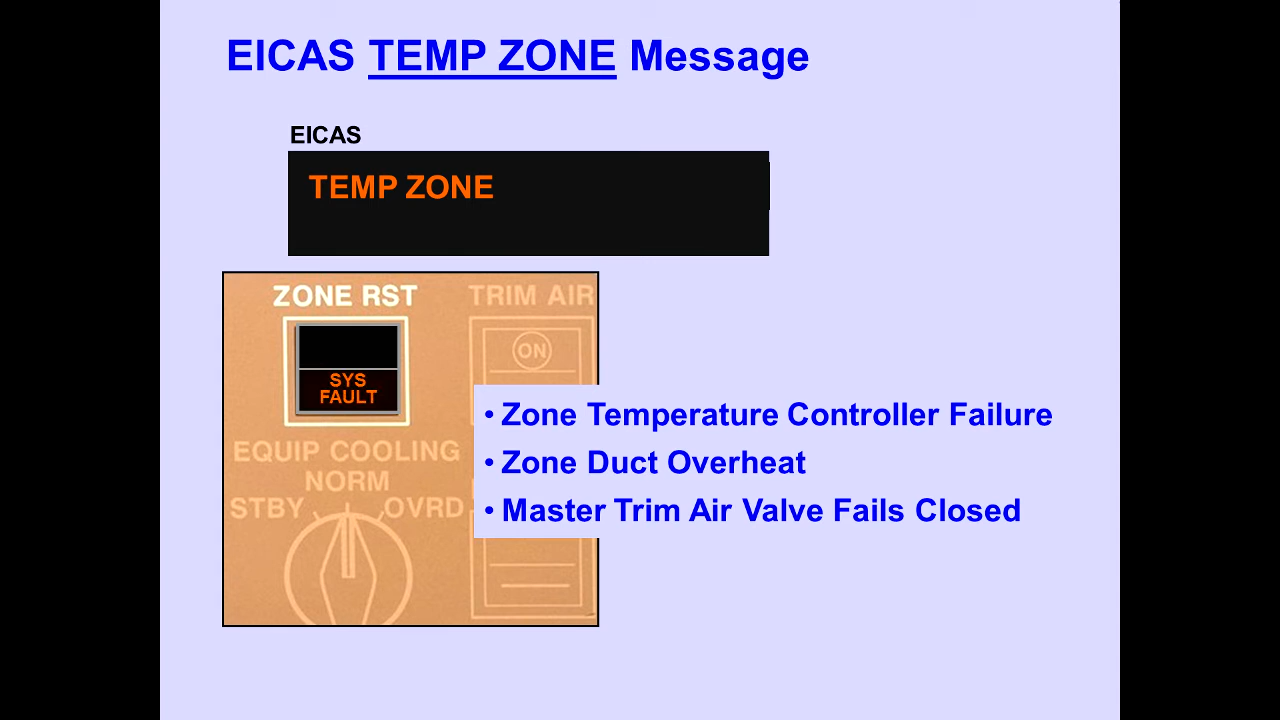 EICAS TEMP ZONE Message
EICAS
TEMP ZONE
ZONE RST
TRIM AIR
ON
SYS
FAULT
• Zone Temperature Controller Failure
EQUIP COOLING
• Zone Duct Overheat
NORM
STBY
OVRD
• Master Trim Air Valve Fails Closed